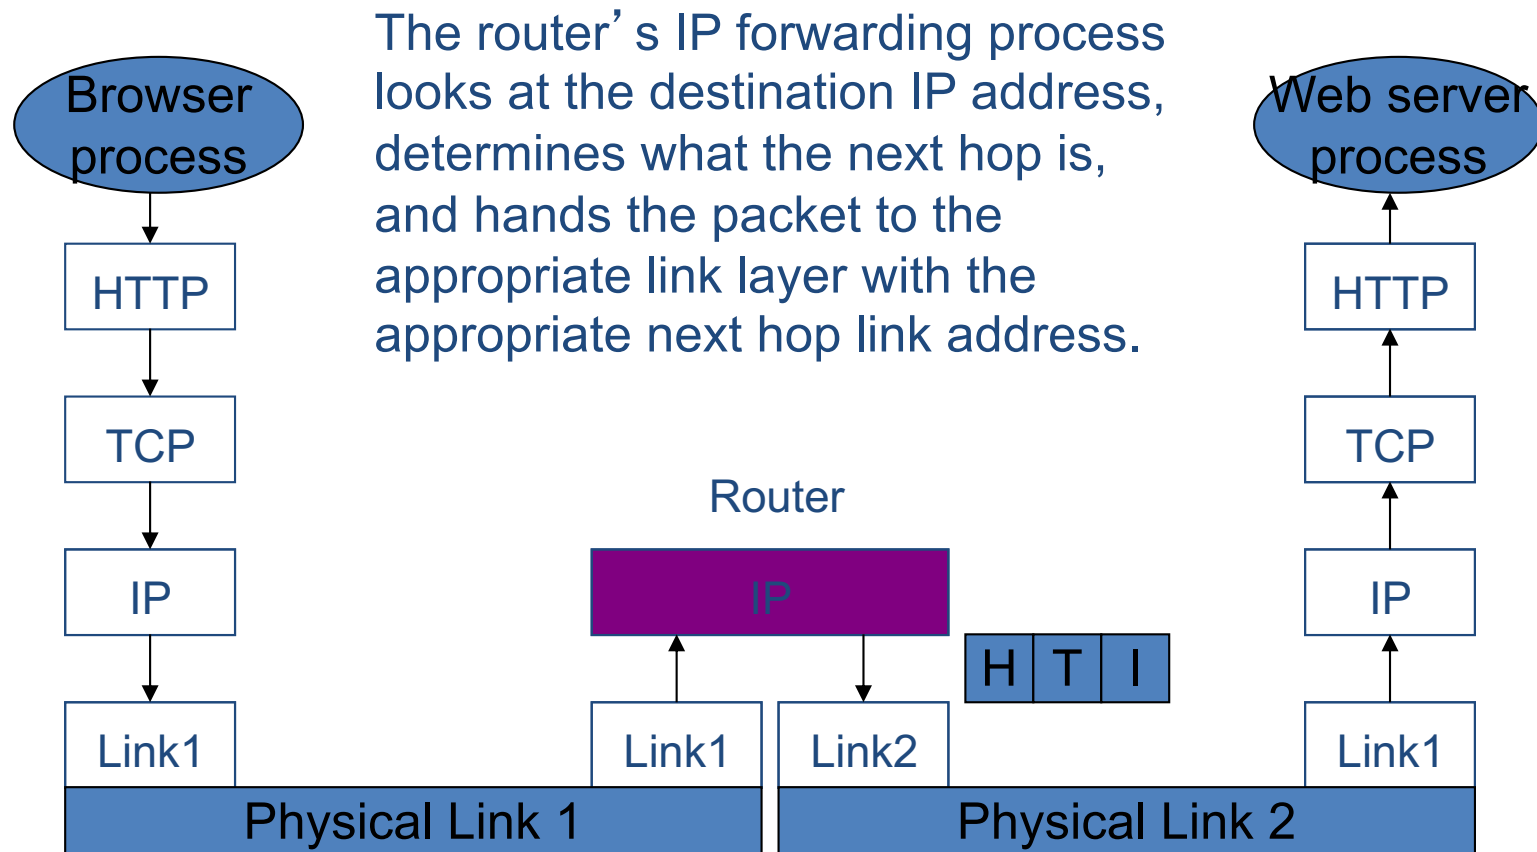 The router’s IP forwarding process
looks at the destination IP address,
determines what the next hop is,
and hands the packet to the
appropriate link layer with the
appropriate next hop link address.
Browser
process
HTTP
TCP
IP
Link1
Physical Link 1
Router
IP
Link1
Link2
H T I
Physical Link 2
Web server
process
HTTP
TCP
IP
Link1